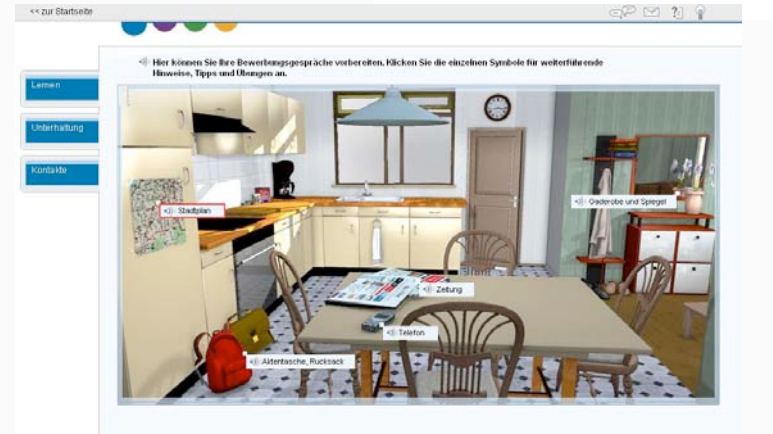 << zur Startseite
Hier können Sie Ihre Bewerbungsgespräche vorbereiten. Klicken Sie die einzelnen Symbole für weiterführende
Hinweise, Tipps und Übungen an.
Lernen
Unterhaltung
Kontakte
Stadtplan
Gaderobe und Spiegel
Zeitung
Telefon
Aktentasche, Rucksack